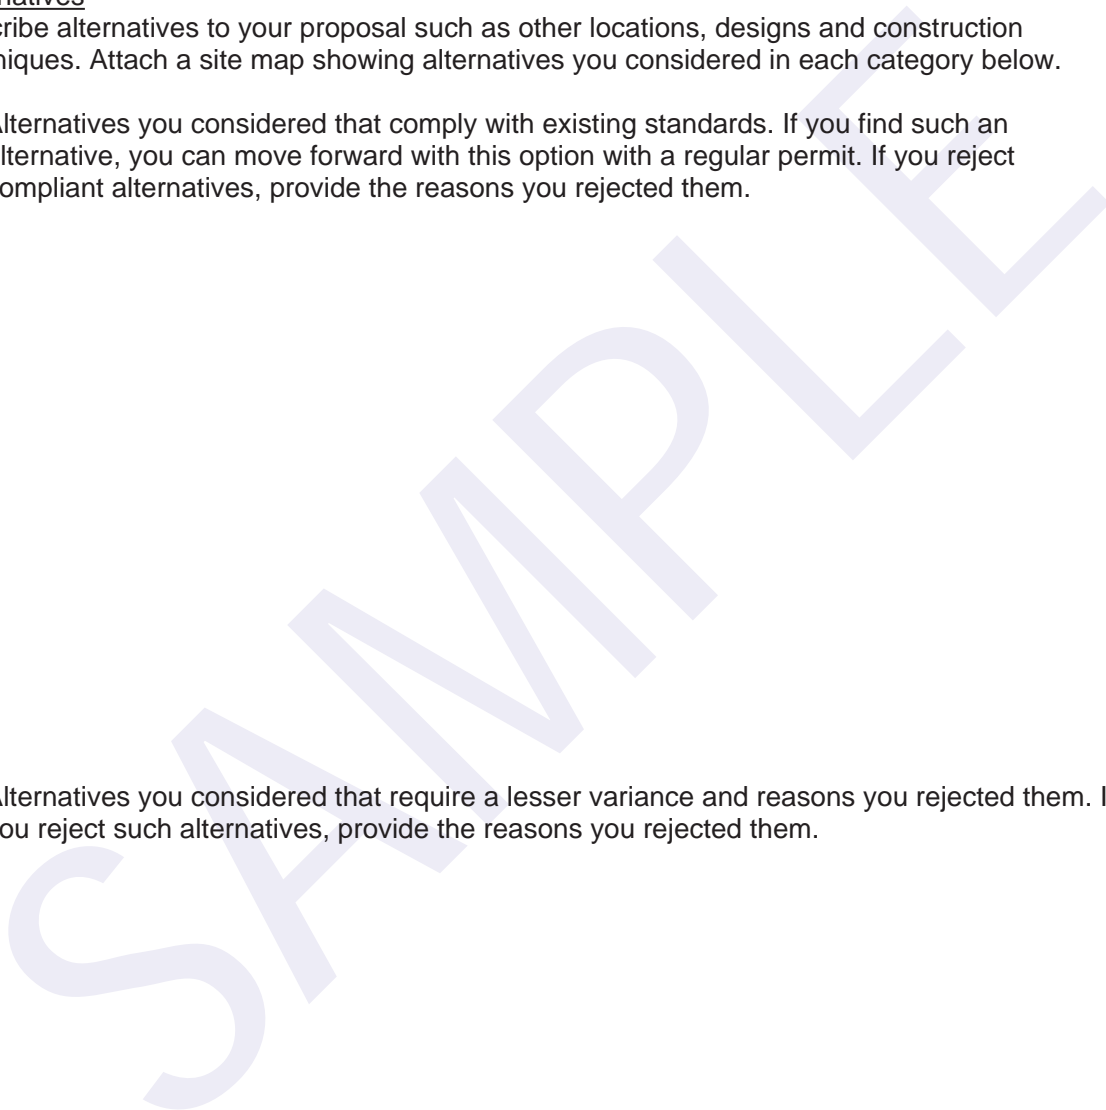 natives
cribe alternatives to your proposal such as other locations, designs and construction
niques. Attach a site map showing alternatives you considered in each category below.
Alternatives you considered that comply with existing standards. If you find such an
lternative, you can move forward with this option with a regular permit. If you reject
ompliant alternatives, provide the reasons you rejected them.
Alternatives you considered that require a lesser variance and reasons you rejected them. I
ou reject such alternatives, provide the reasons you rejected them.
SAMPLE